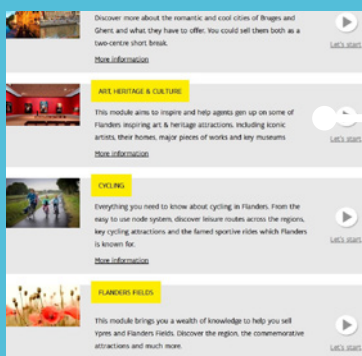 Discover more about the romantic and cool cities of Bruges and
Ghent and what they have to offer. You could sell them both as a
two-centre short break.
Let's start
More information
ART, HERITAGE & CULTURE
This module aims to inspire and help agents gen up on some of
Flanders inspiring art & heritage attractions. Including iconic
artists, their homes, major pieces of works and key museums
Let's start
More information
CYCLING
Everything you need to know about cycling in Flanders. From the
easy to use node system, discover leisure routes across the regions,
key cycling attractions and the famed sportive rides which Flanders
is known for.
Let's start
More information
FLANDERS FIELDS
This module brings you a wealth of knowledge to help you sell
Ypres and Flanders Fields. Discover the region, the commemorative
attractions and much more.
Let's start